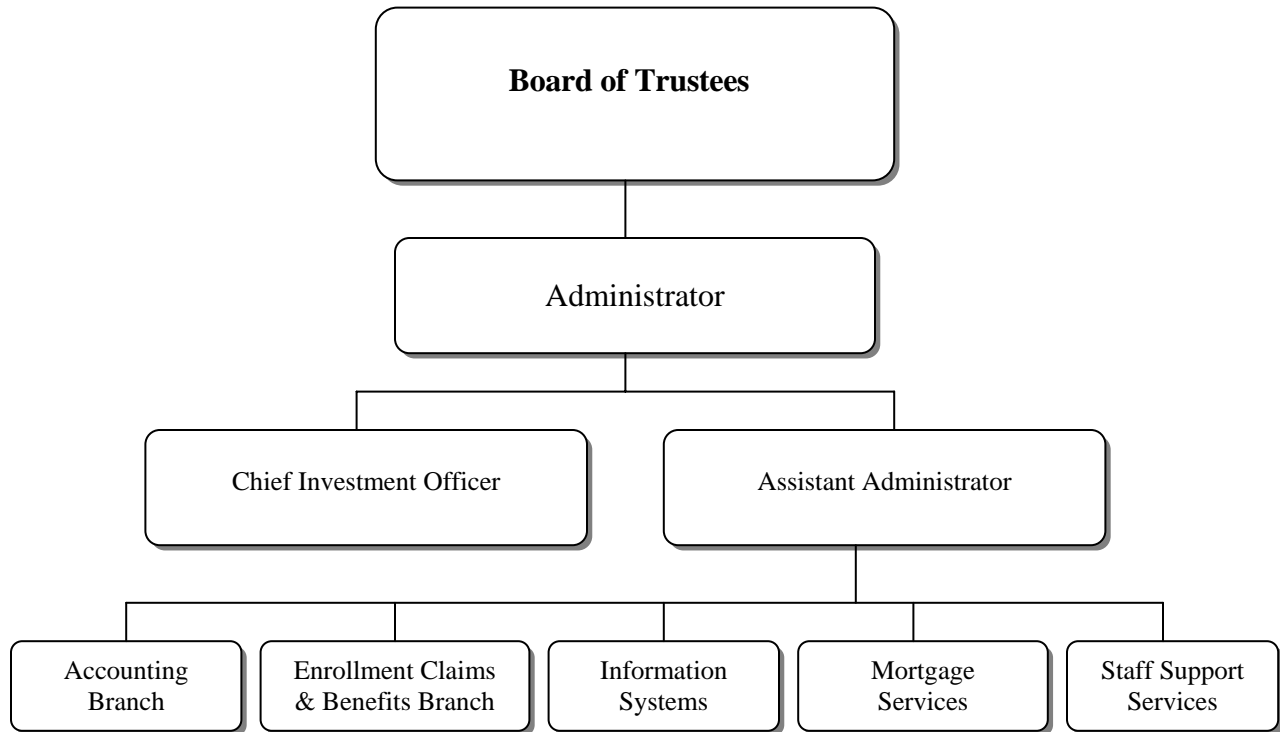 Board of Trustees
Administrator
Chief Investment Officer
Assistant Administrator
Accounting
Branch
Enrollment Claims
& Benefits Branch
Information
Systems
Mortgage
Services
Staff Support
Services